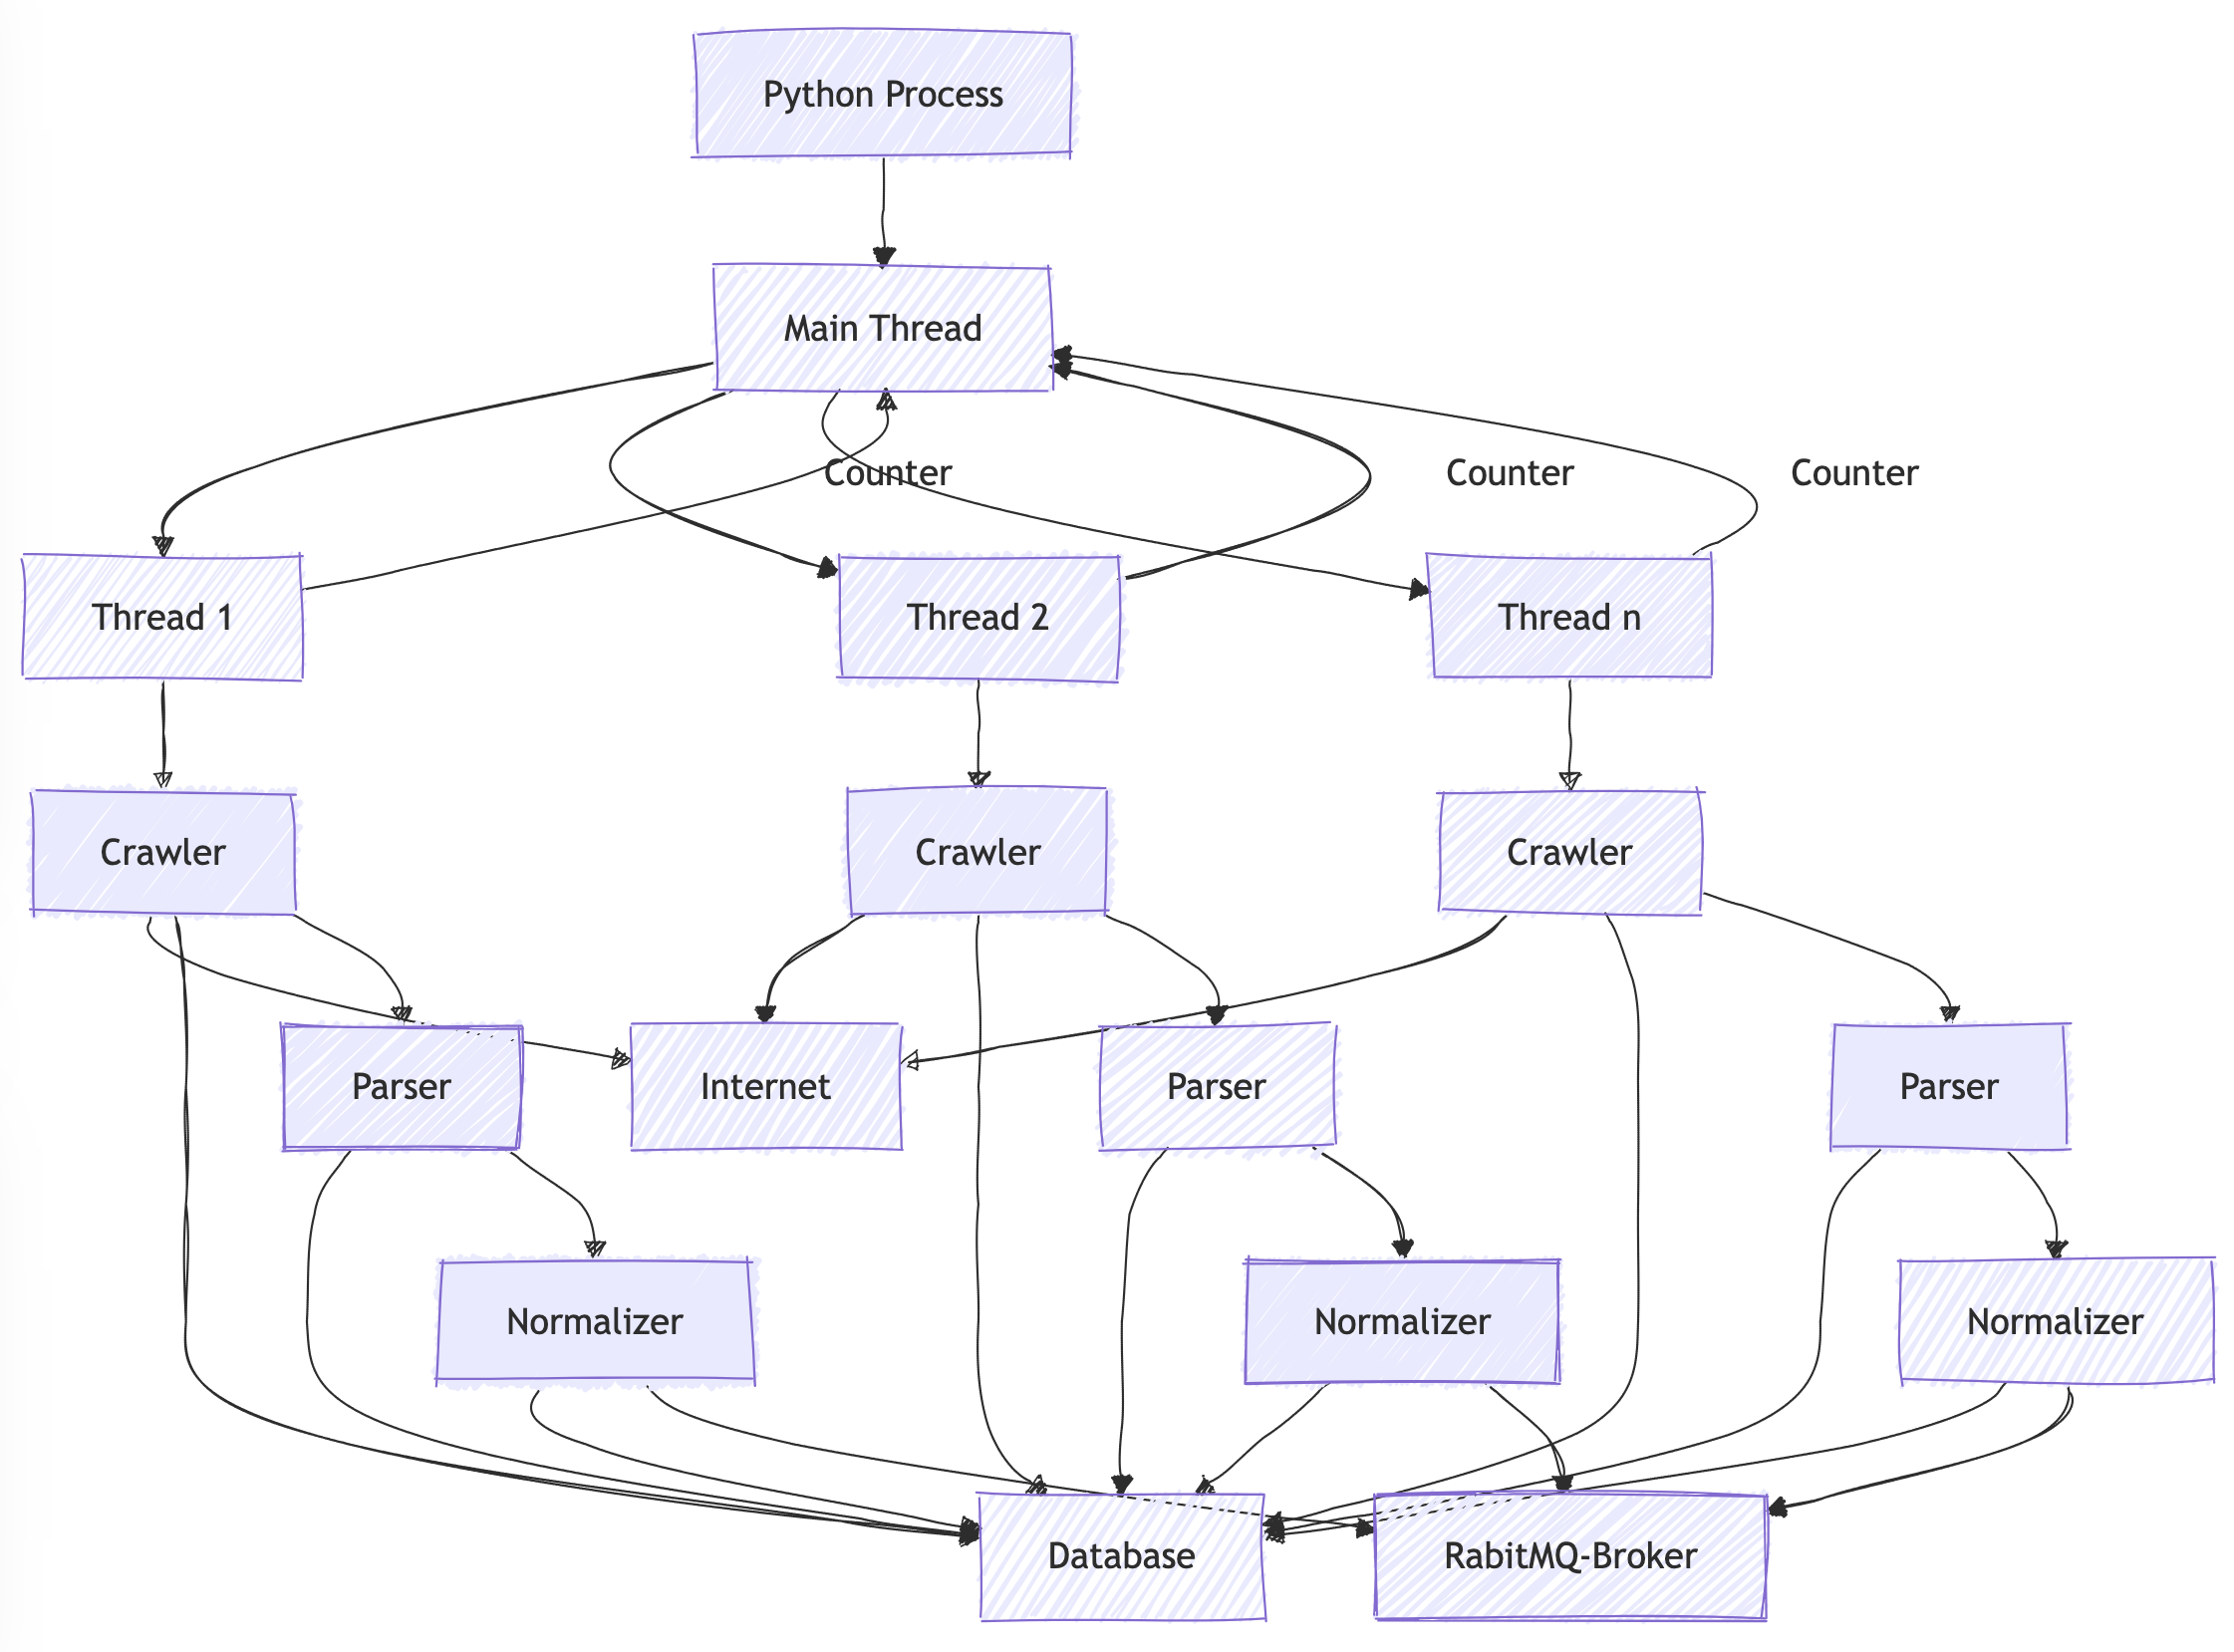 Python Process
Main Thread
Counter
Counter
Counter
Thread 1
Thread 2
Thread n
Crawler
Crawler
Crawler
Parser
Internet
Parser
Parser
Normalizer
Normalizer
Normalizer
Database
RabitMQ-Broker